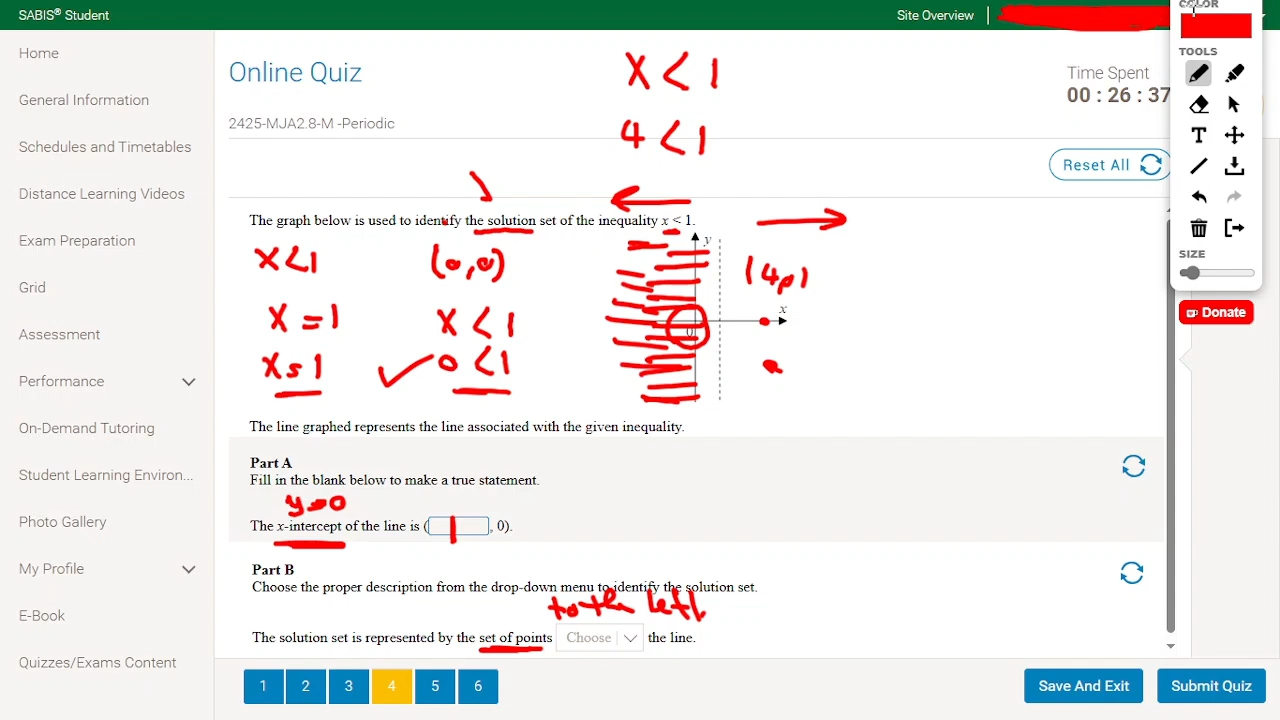 SABIS® Student
Site Overview
COLOR
TOOLS
T
SIZE
Donate
Home
General Information
Schedules and Timetables
Distance Learning Videos
Exam Preparation
Grid
Assessment
Performance
On-Demand Tutoring
Student Learning Environ...
Photo Gallery
My Profile
E-Book
Quizzes/Exams Content
Online Quiz
x < 1
Time Spent
00 : 26 : 37
2425-MJA2.8-M -Periodic
4 < 1
Reset All
The graph below is used to identify the solution set of the inequality x < 1.
x<1
(0,0)
y
x
0
x = 1
x < 1
0 < 1
The line graphed represents the line associated with the given inequality.
Part A
Fill in the blank below to make a true statement.
y=0
The x-intercept of the line is ( 1 , 0).
Part B
Choose the proper description from the drop-down menu to identify the solution set.
The solution set is represented by the set of points Choose the line.
1 2 3 4 5 6
Save And Exit
Submit Quiz